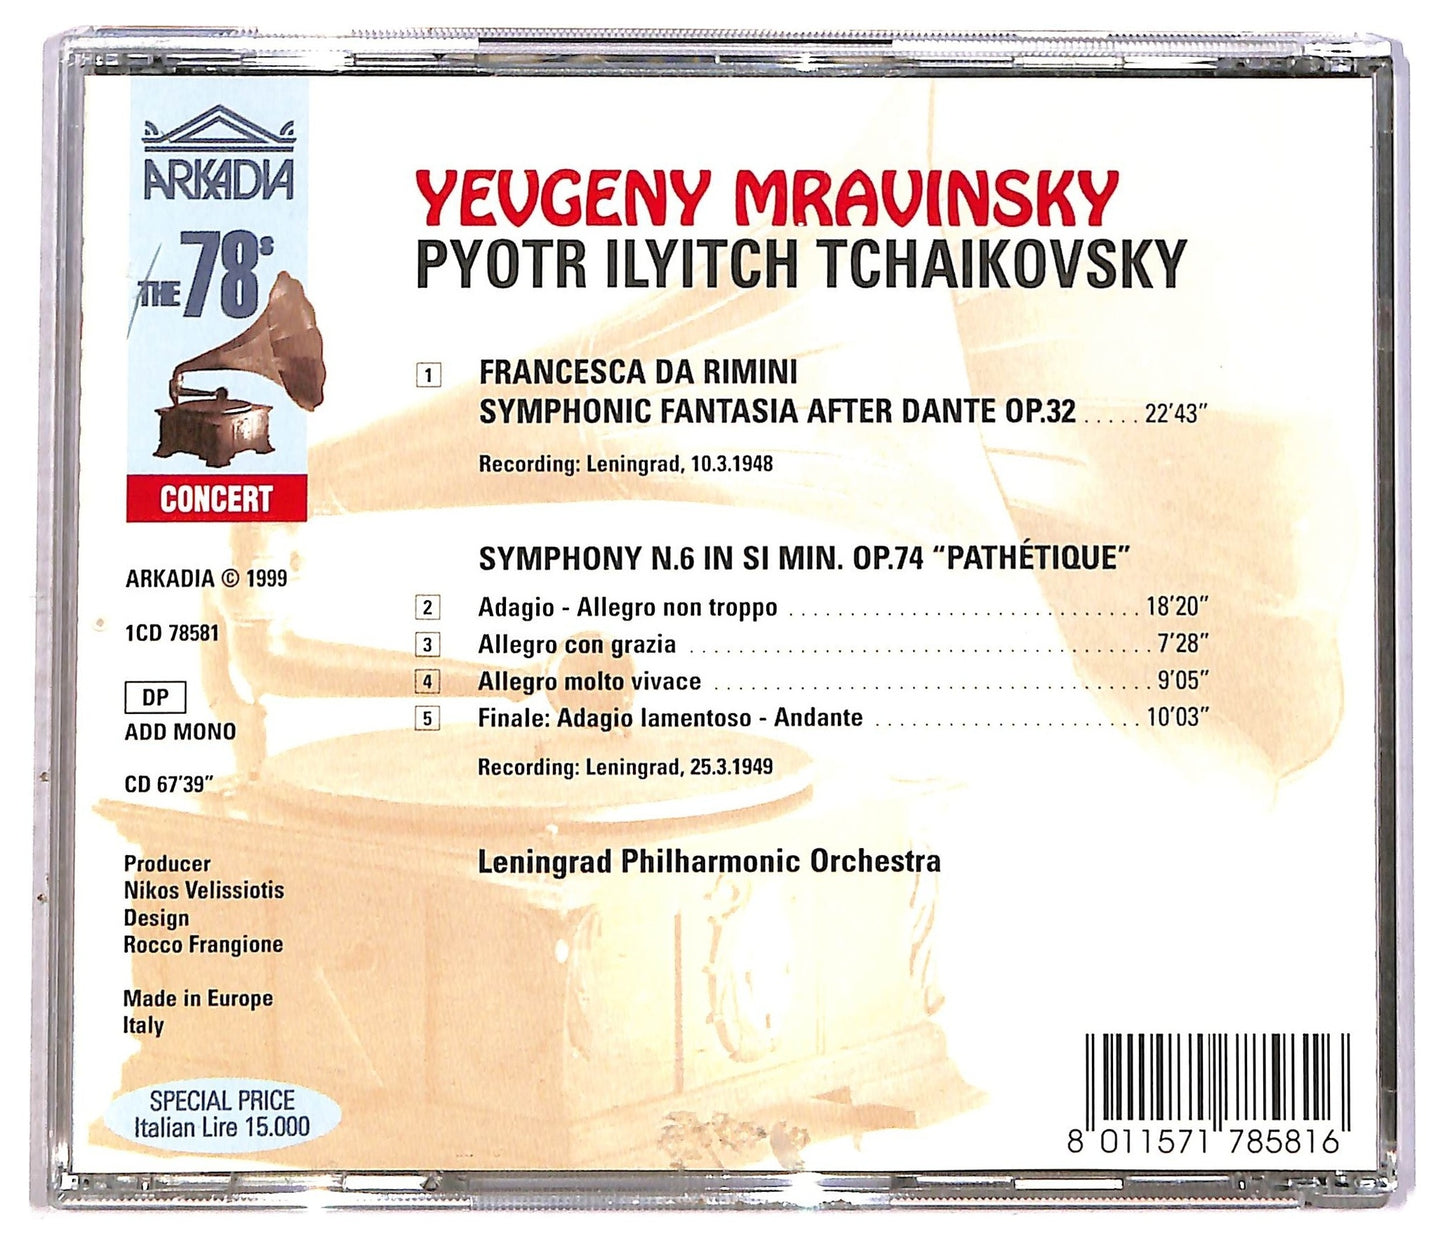 ARKADIA
THE 78s
CONCERT
ARKADIA © 1999
1CD 78581
DP
ADD MONO
CD 67'39"
Producer
Nikos Velissiotis
Design
Rocco Frangione
Made in Europe
Italy
SPECIAL PRICE
Italian Lire 15.000
YEVGENY MRAVINSKY
PYOTR ILYITCH TCHAIKOVSKY
1 FRANCESCA DA RIMINI
SYMPHONIC FANTASIA AFTER DANTE OP.32 ..... 22'43"
Recording: Leningrad, 10.3.1948
SYMPHONY N.6 IN SI MIN. OP.74 “PATHÉTIQUE”
2 Adagio - Allegro non troppo ............................ 18'20"
3 Allegro con grazia .................................... 7'28"
4 Allegro molto vivace .................................. 9'05"
5 Finale: Adagio lamentoso - Andante ..................... 10'03"
Recording: Leningrad, 25.3.1949
Leningrad Philharmonic Orchestra
8 011571 785816